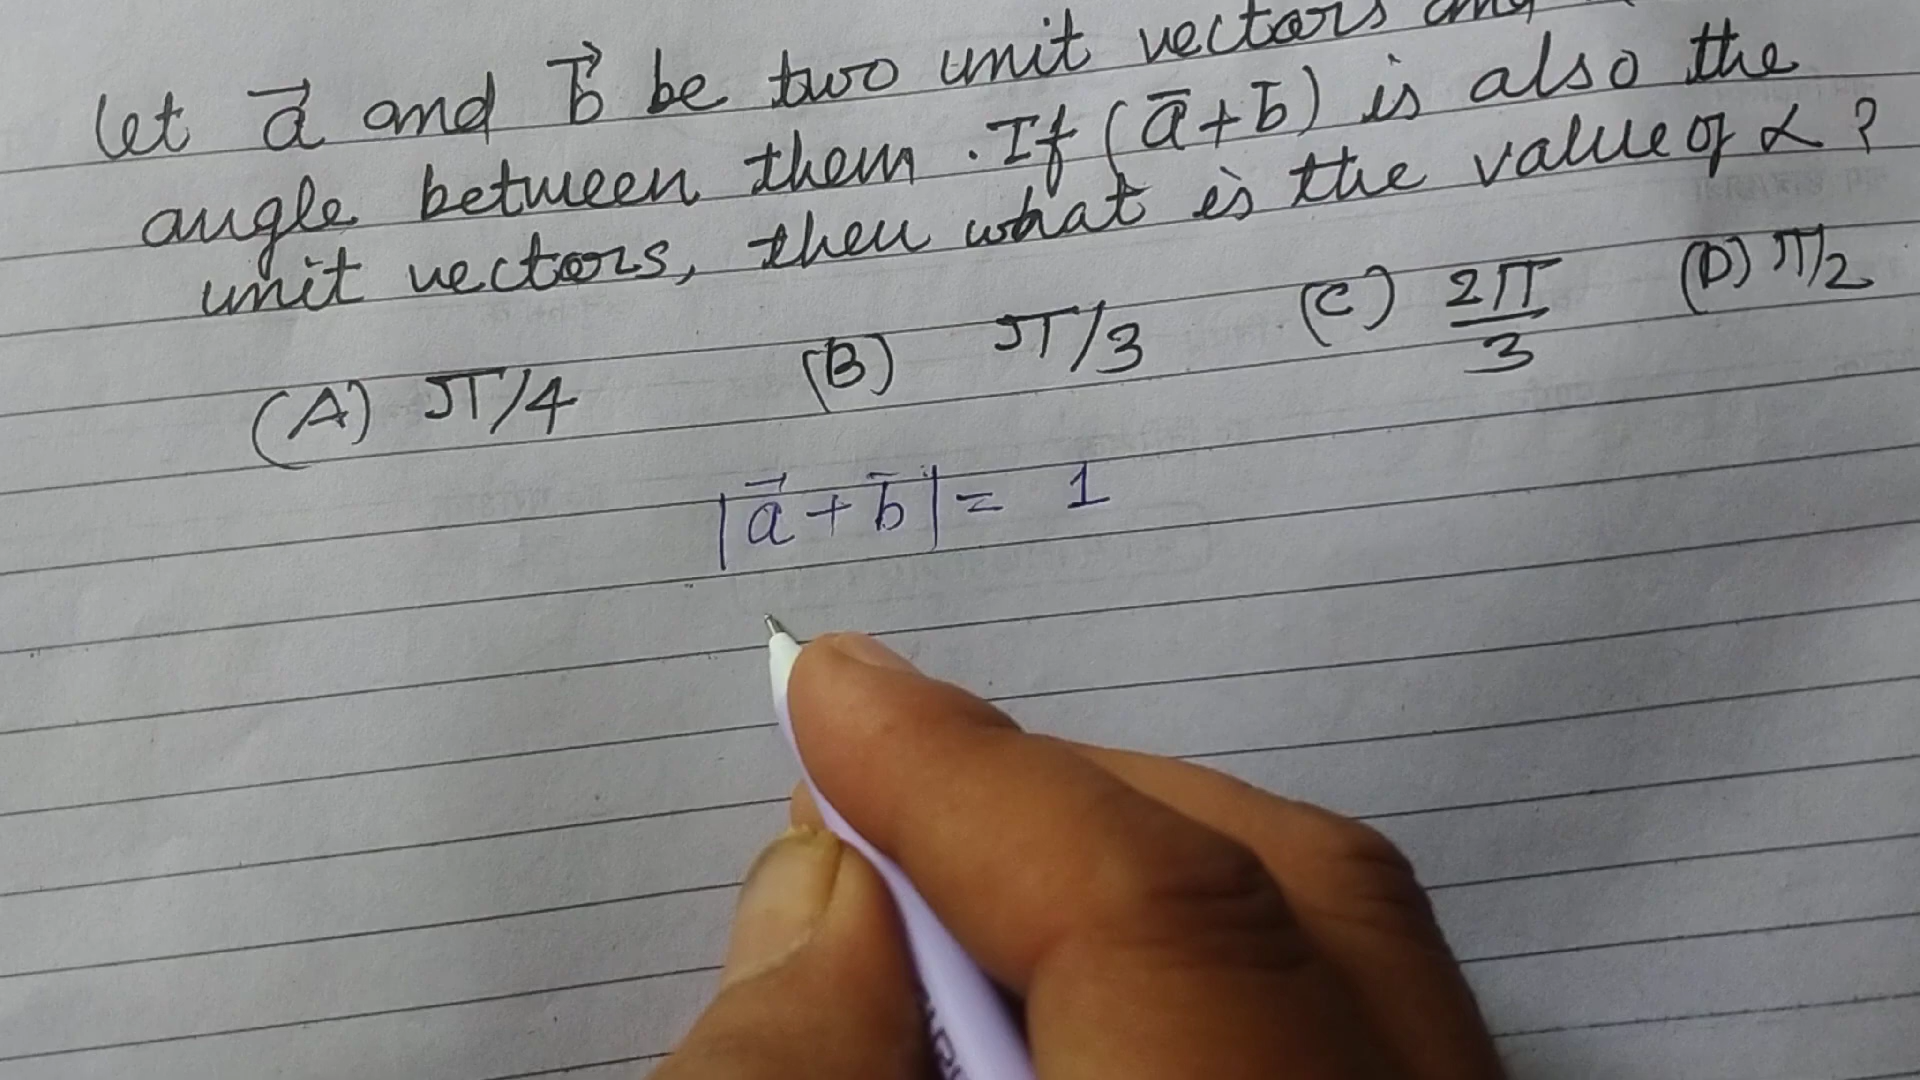 let a⃗ and b⃗ be two unit vectors and
angle between them . If (a̅+b̅) is also the
unit vectors, then what is the value of α ?
(A) π/4 (B) π/3 (C) 2π/3 (D) π/2
|a⃗+b̅| = 1